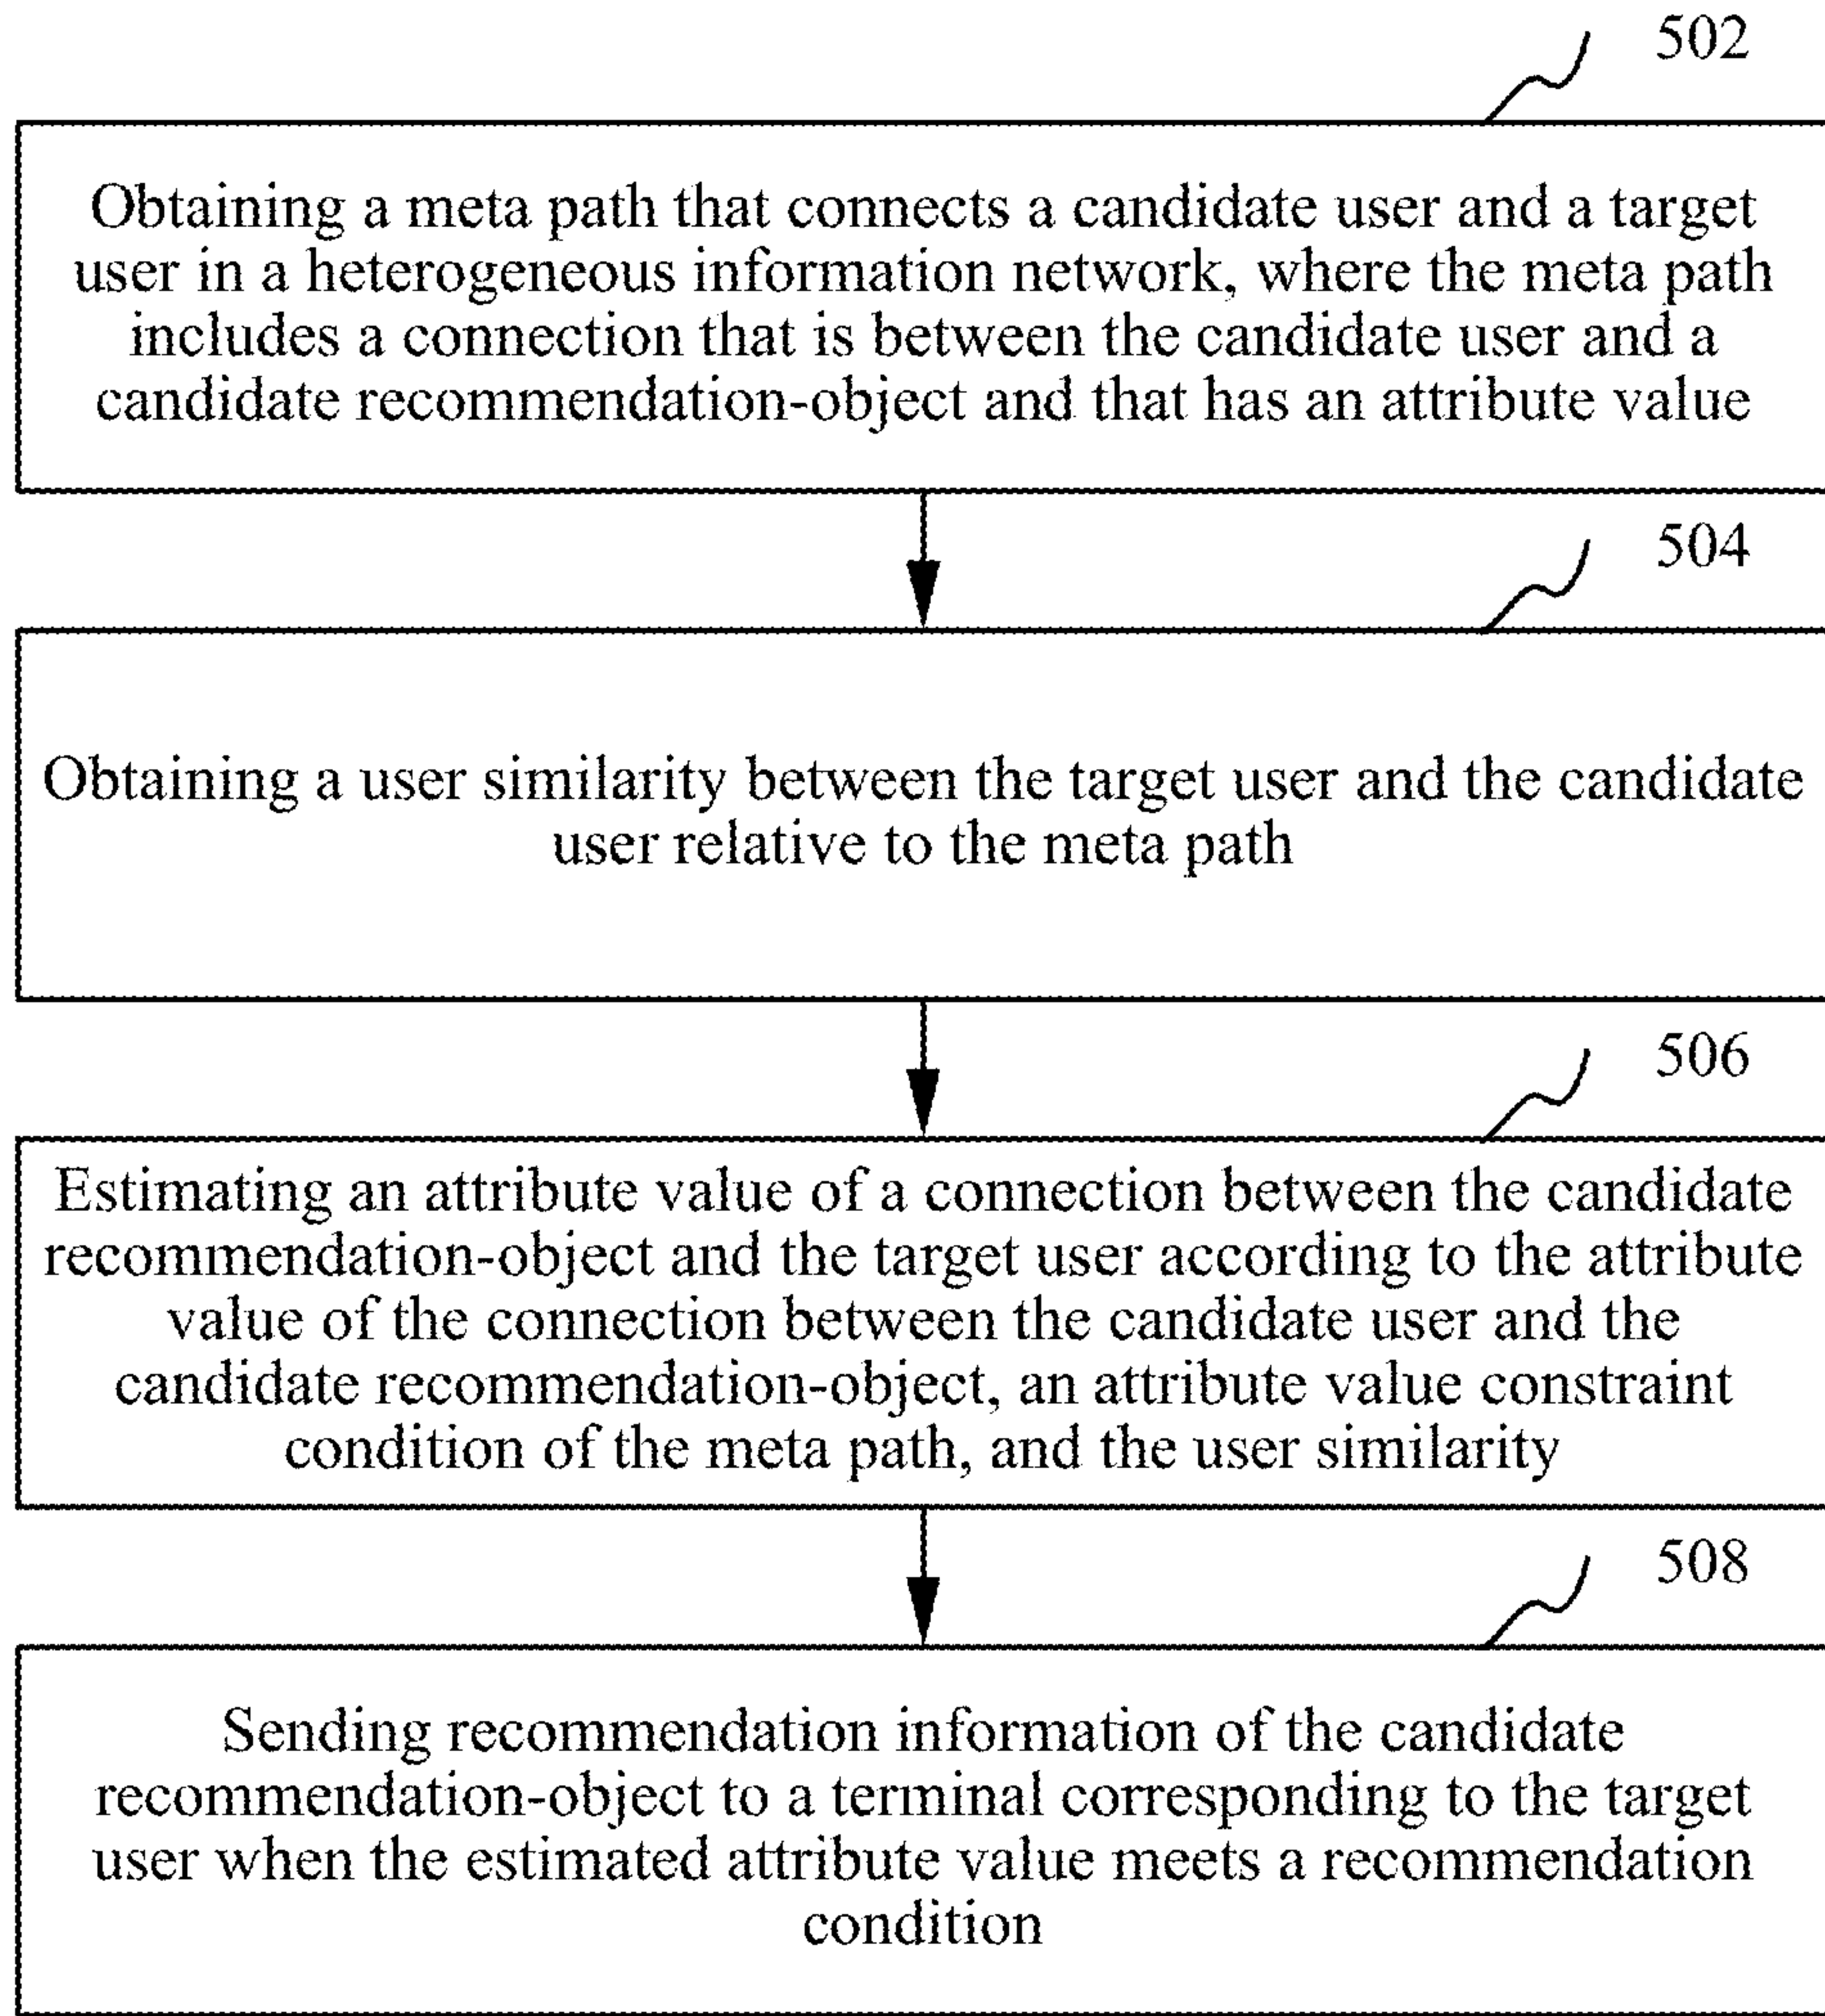 502
Obtaining a meta path that connects a candidate user and a target
user in a heterogeneous information network, where the meta path
includes a connection that is between the candidate user and a
candidate recommendation-object and that has an attribute value
504
Obtaining a user similarity between the target user and the candidate
user relative to the meta path
506
Estimating an attribute value of a connection between the candidate
recommendation-object and the target user according to the attribute
value of the connection between the candidate user and the
candidate recommendation-object, an attribute value constraint
condition of the meta path, and the user similarity
508
Sending recommendation information of the candidate
recommendation-object to a terminal corresponding to the target
user when the estimated attribute value meets a recommendation
condition